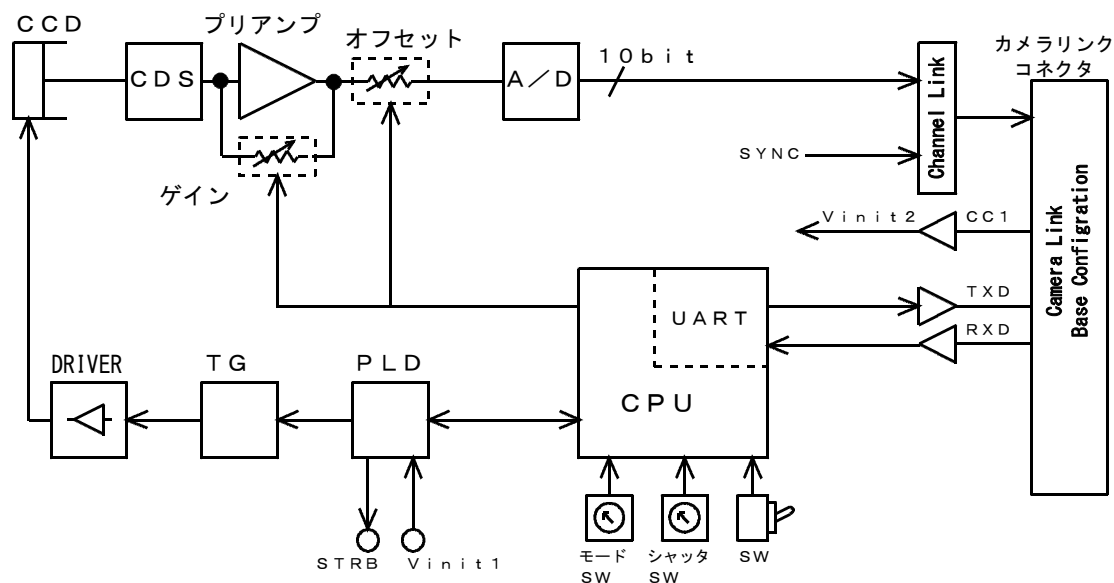 CCD
プリアンプ
オフセット
カメラリンク
コネクタ
CDS
A/D
10bit
Channel Link
SYNC
ゲイン
Vinit2
CC1
Camera Link
Base Configration
UART
TXD
RXD
DRIVER
TG
PLD
CPU
STRB
Vinit1
モード
SW
シャッタ
SW
SW